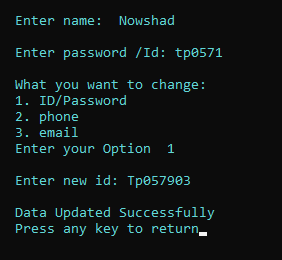 Enter name:  Nowshad
Enter password /Id: tp0571
What you want to change:
1. ID/Password
2. phone
3. email
Enter your Option  1
Enter new id: Tp057903
Data Updated Successfully
Press any key to return